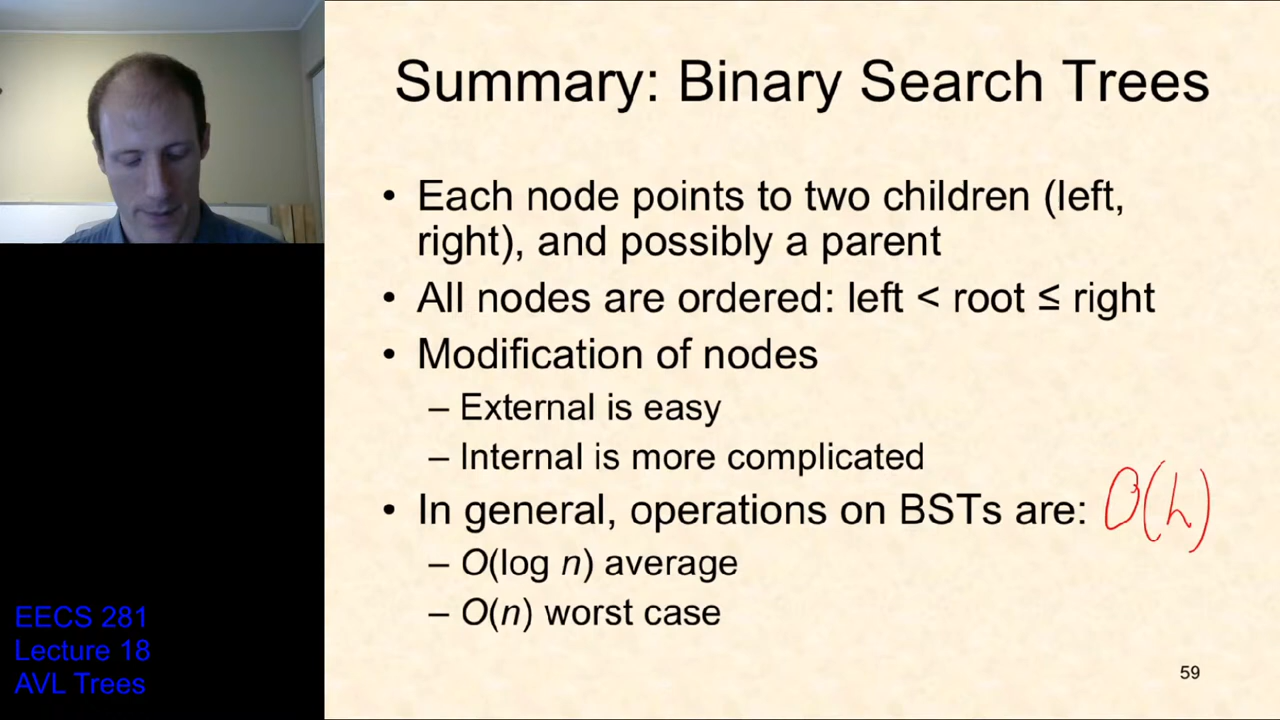 Summary: Binary Search Trees
• Each node points to two children (left,
right), and possibly a parent
• All nodes are ordered: left < root ≤ right
• Modification of nodes
– External is easy
– Internal is more complicated
• In general, operations on BSTs are: O(h)
– O(log n) average
– O(n) worst case
59
EECS 281
Lecture 18
AVL Trees